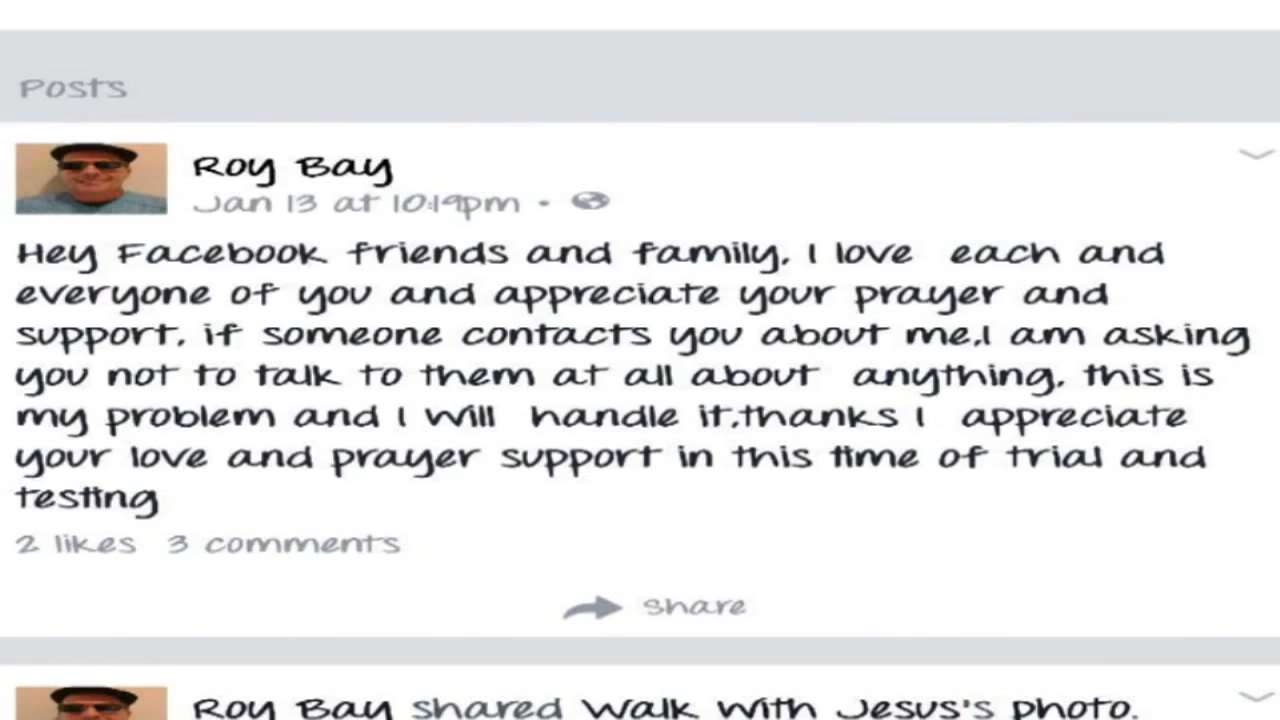 Posts
Roy Bay
Jan 13 at 10:19pm •
Hey Facebook friends and family, I love each and
everyone of you and appreciate your prayer and
support, if someone contacts you about me,I am asking
you not to talk to them at all about anything, this is
my problem and I will handle it,thanks I appreciate
your love and prayer support in this time of trial and
testing
2 likes 3 comments
Share
Roy Bay shared Walk With Jesus's photo.